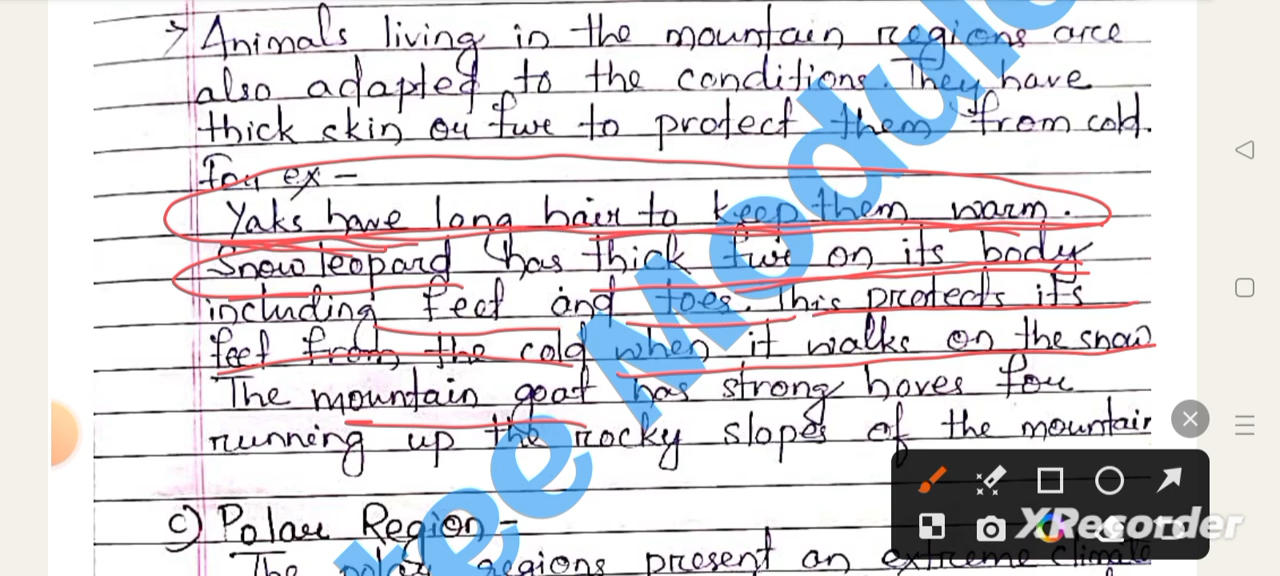 → Animals living in the mountain regions are
also adapted to the conditions. They have
thick skin or fur to protect them from cold.
For ex -
Yaks have long hair to keep them warm.
Snow leopard has thick fur on its body
including feet and toes. This protects its
feet from the cold when it walks on the snow
The mountain goat has strong hoves for
running up the rocky slopes of the mountain
c) Polar Region -
The polar regions present an extreme climate
ee Module
XRecorder